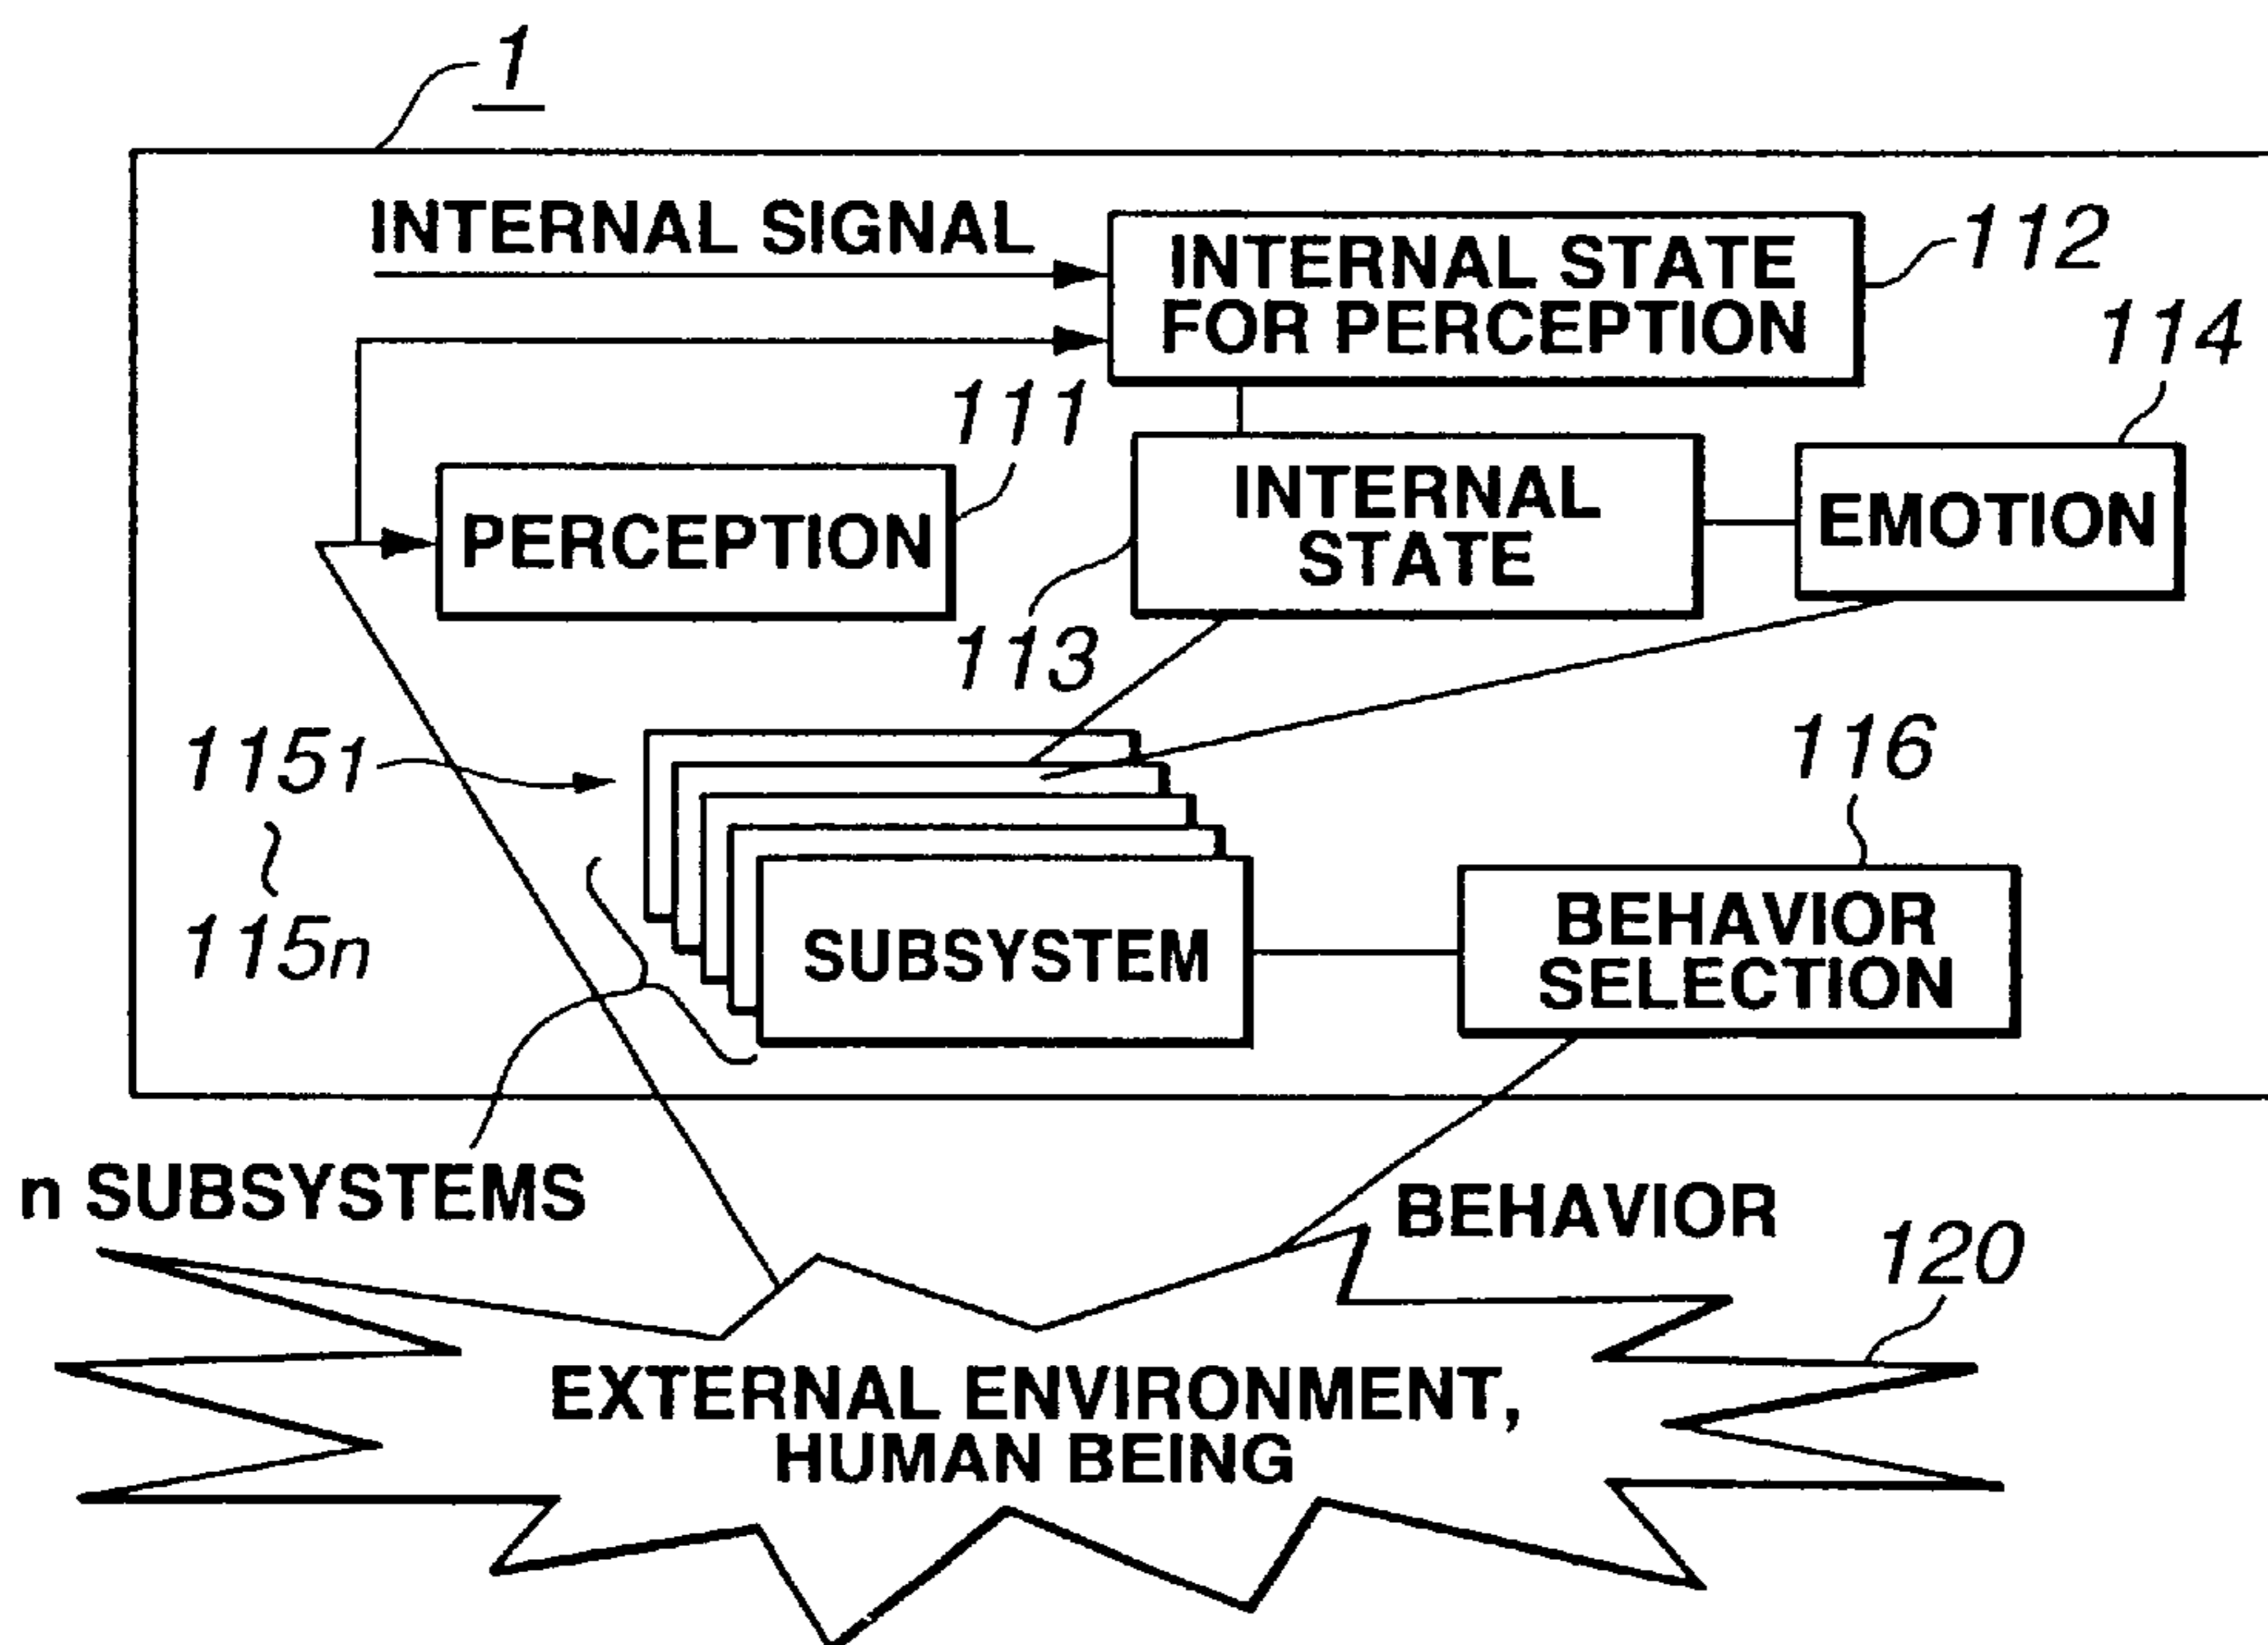 1
INTERNAL SIGNAL
INTERNAL STATE
FOR PERCEPTION
112
114
111
PERCEPTION
INTERNAL
STATE
EMOTION
113
1151
116
115n
SUBSYSTEM
BEHAVIOR
SELECTION
n SUBSYSTEMS
BEHAVIOR
120
EXTERNAL ENVIRONMENT,
HUMAN BEING